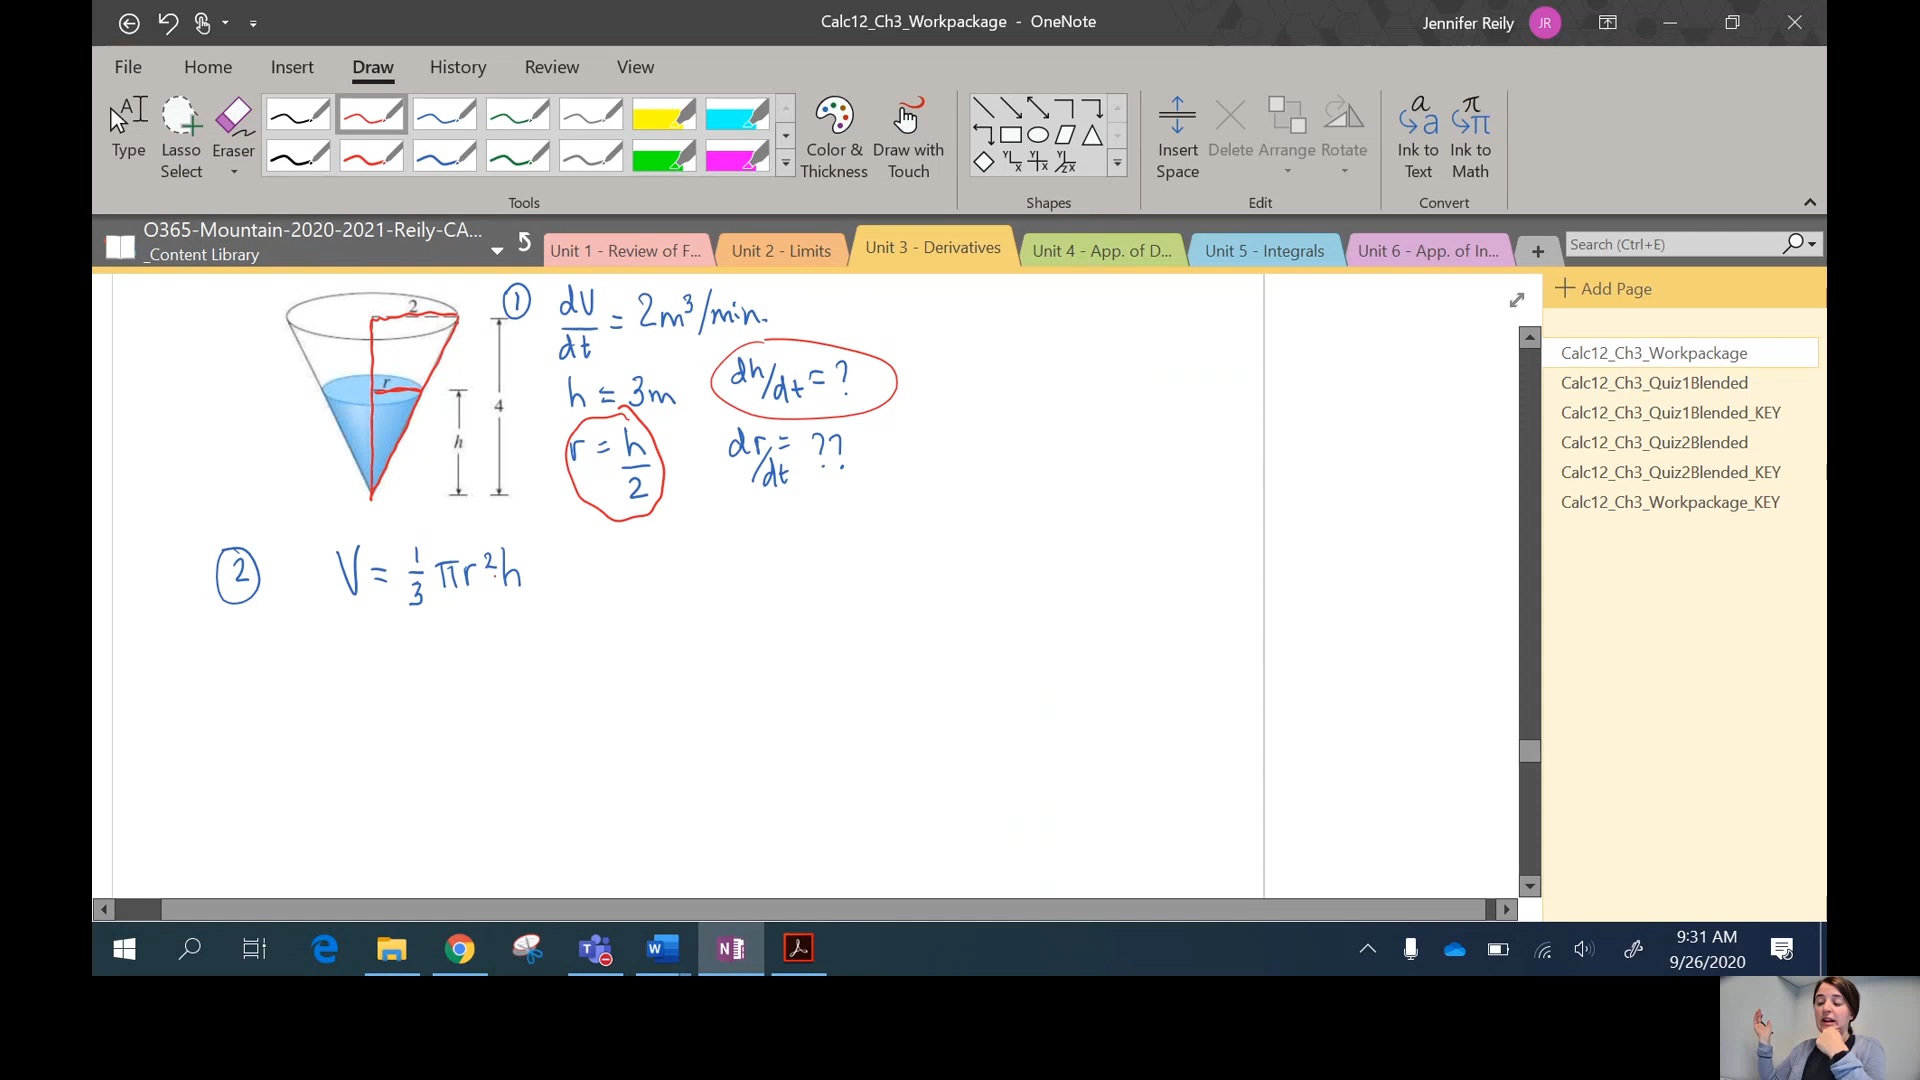 Calc12_Ch3_Workpackage - OneNote
Jennifer Reily
JR
File Home Insert Draw History Review View
Type
Lasso Select
Eraser
Color & Thickness
Draw with Touch
Insert Space
Delete
Arrange
Rotate
Ink to Text
Ink to Math
Tools
Shapes
Edit
Convert
O365-Mountain-2020-2021-Reily-CA...
_Content Library
Unit 1 - Review of F...
Unit 2 - Limits
Unit 3 - Derivatives
Unit 4 - App. of D...
Unit 5 - Integrals
Unit 6 - App. of In...
+
Search (Ctrl+E)
Add Page
Calc12_Ch3_Workpackage
Calc12_Ch3_Quiz1Blended
Calc12_Ch3_Quiz1Blended_KEY
Calc12_Ch3_Quiz2Blended
Calc12_Ch3_Quiz2Blended_KEY
Calc12_Ch3_Workpackage_KEY
2
r
h
4
① dV/dt = 2m³/min.
h = 3m
dh/dt = ?
r = h/2
dr/dt = ??
② V = 1/3 πr²h
9:31 AM
9/26/2020